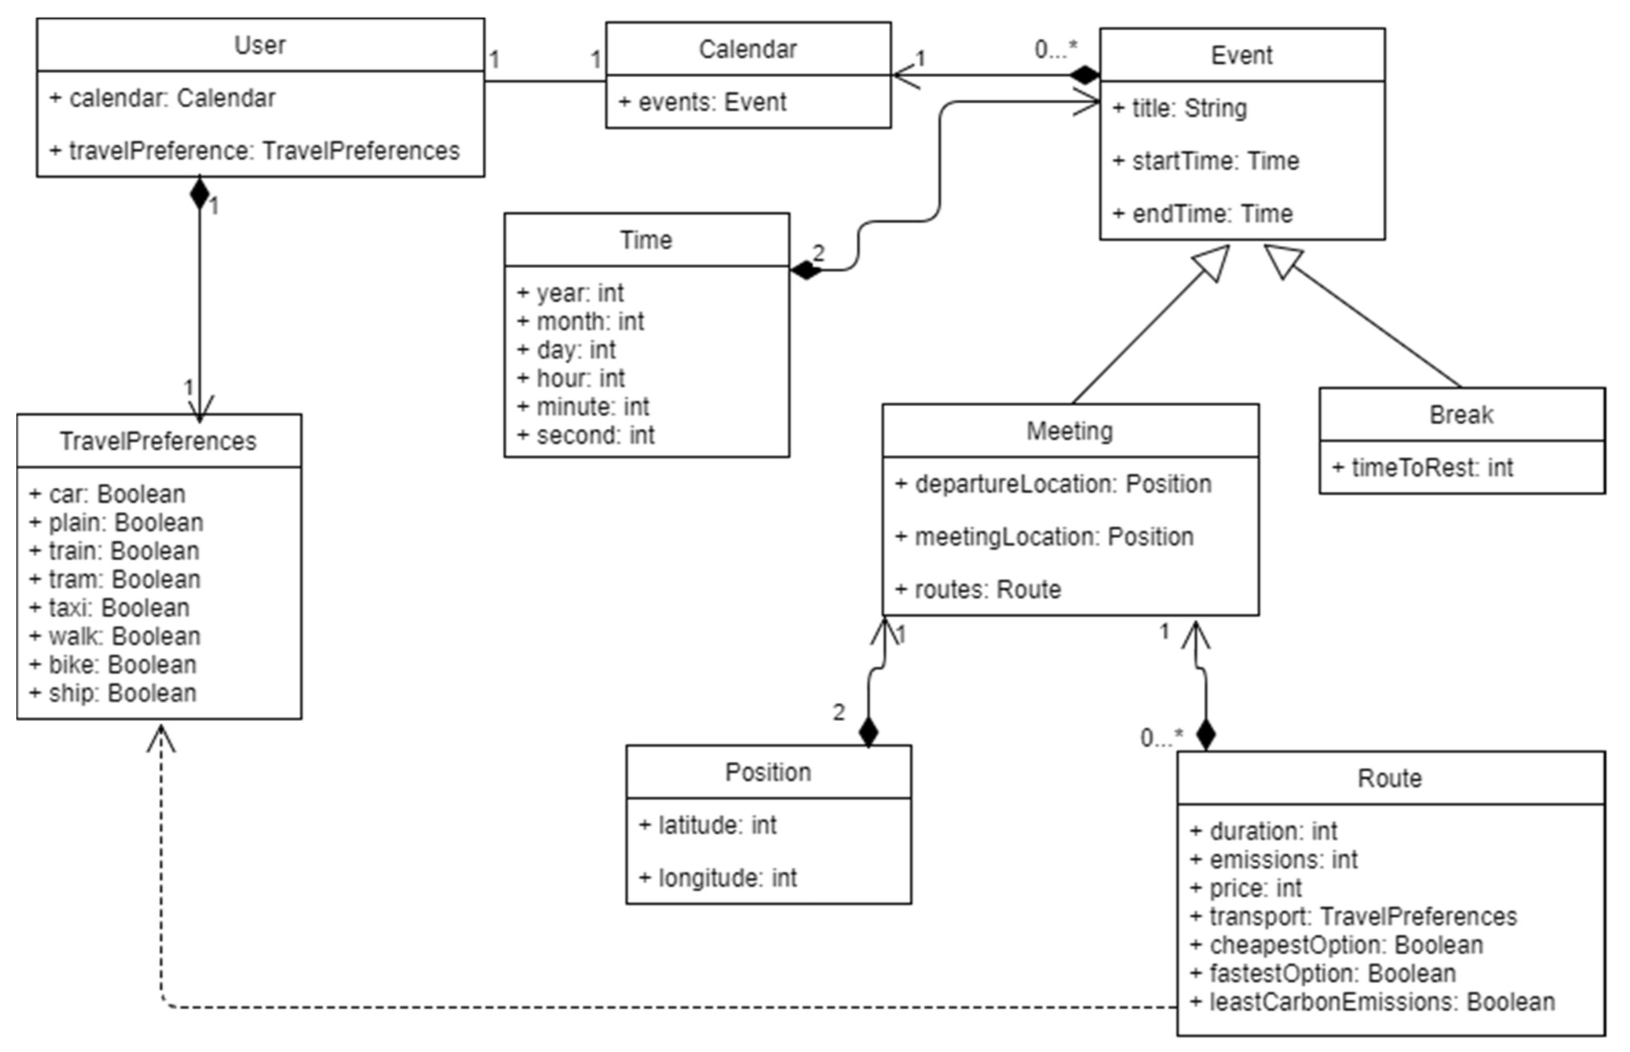 User
+ calendar: Calendar
+ travelPreference: TravelPreferences
1
1
Calendar
+ events: Event
1
0...*
Event
+ title: String
+ startTime: Time
+ endTime: Time
1
1
Time
+ year: int
+ month: int
+ day: int
+ hour: int
+ minute: int
+ second: int
2
TravelPreferences
+ car: Boolean
+ plain: Boolean
+ train: Boolean
+ tram: Boolean
+ taxi: Boolean
+ walk: Boolean
+ bike: Boolean
+ ship: Boolean
Meeting
+ departureLocation: Position
+ meetingLocation: Position
+ routes: Route
Break
+ timeToRest: int
1
1
2
0...*
Position
+ latitude: int
+ longitude: int
Route
+ duration: int
+ emissions: int
+ price: int
+ transport: TravelPreferences
+ cheapestOption: Boolean
+ fastestOption: Boolean
+ leastCarbonEmissions: Boolean